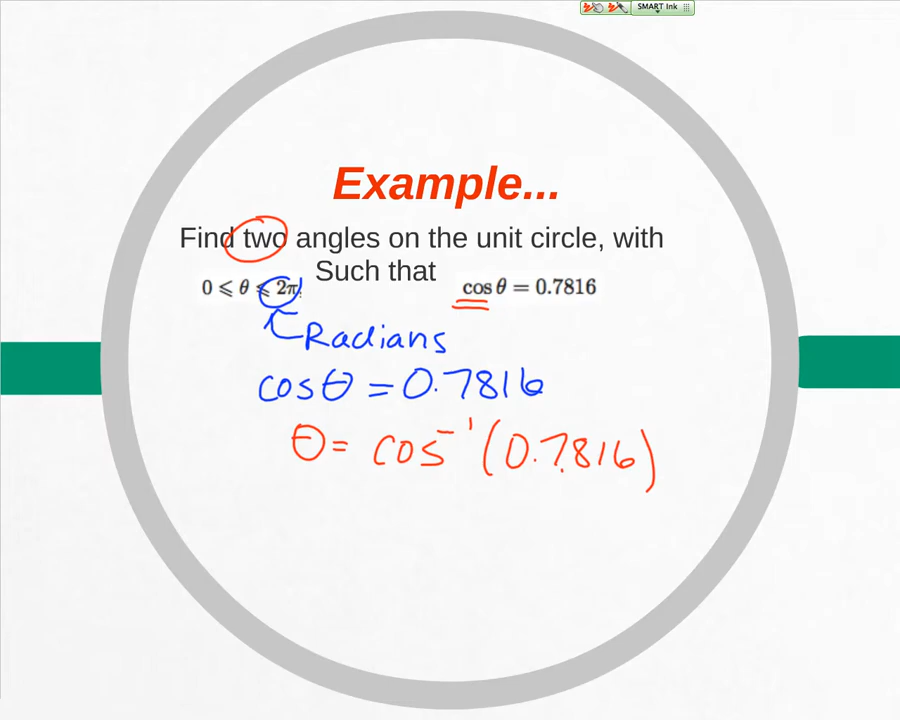 SMART Ink
Example...
Find two angles on the unit circle, with
Such that
0 ⩽ θ ⩽ 2π
cos θ = 0.7816
Radians
cosθ = 0.7816
θ = cos⁻¹(0.7816)